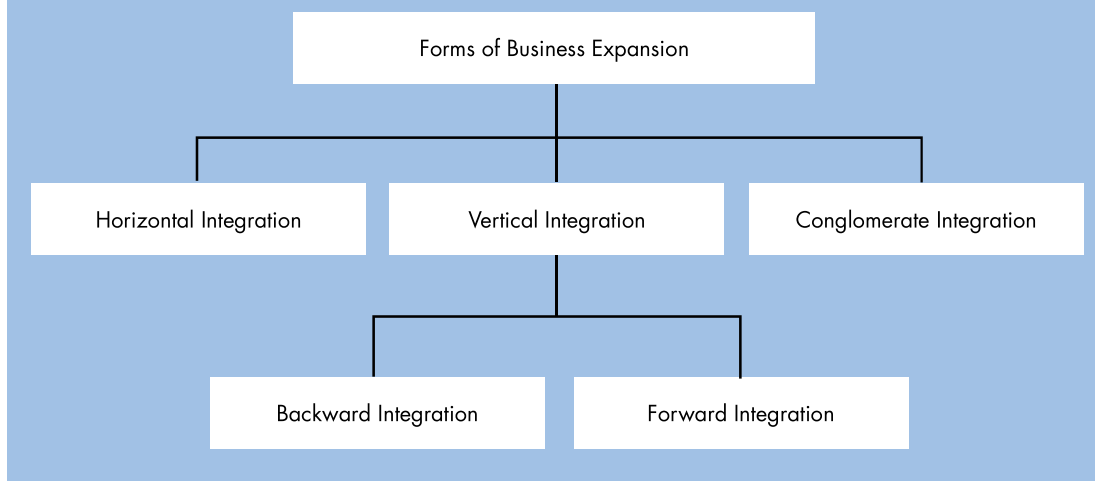 Forms of Business Expansion
Horizontal Integration
Vertical Integration
Conglomerate Integration
Backward Integration
Forward Integration